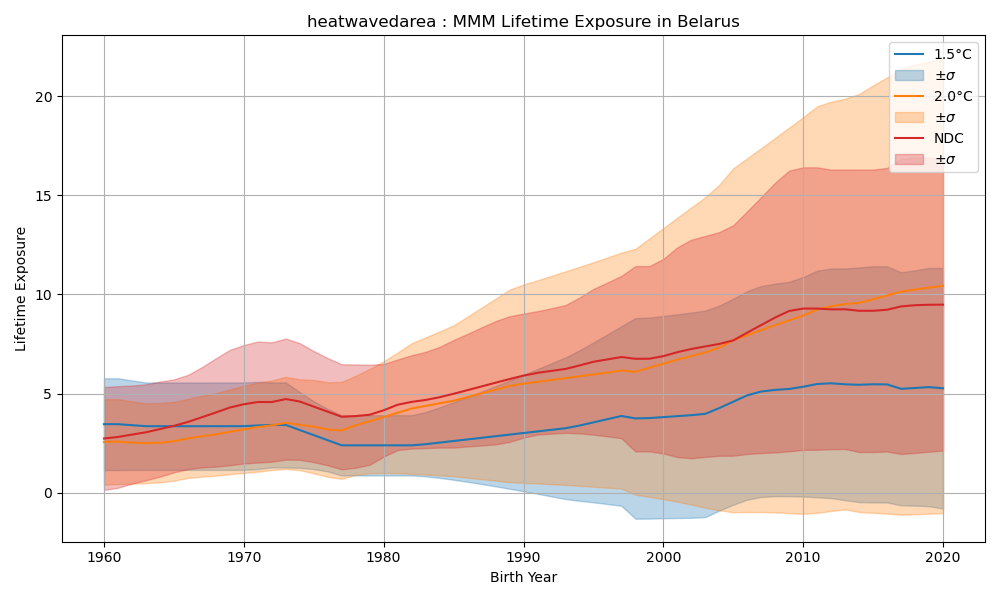 heatwavedarea : MMM Lifetime Exposure in Belarus
Lifetime Exposure
20
15
10
5
0
1960 1970 1980 1990 2000 2010 2020
Birth Year
1.5°C
±σ
2.0°C
±σ
NDC
±σ